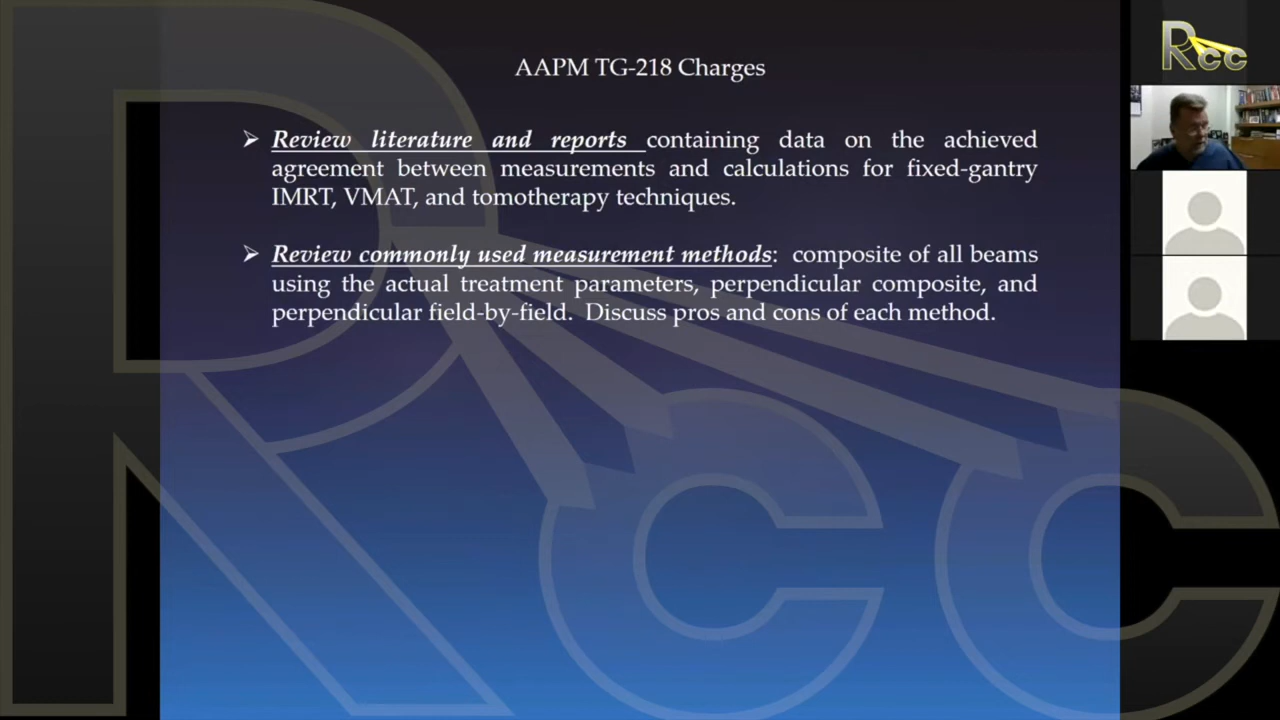 AAPM TG-218 Charges
➢ Review literature and reports containing data on the achieved
agreement between measurements and calculations for fixed-gantry
IMRT, VMAT, and tomotherapy techniques.
➢ Review commonly used measurement methods: composite of all beams
using the actual treatment parameters, perpendicular composite, and
perpendicular field-by-field. Discuss pros and cons of each method.
Rcc
Rcc